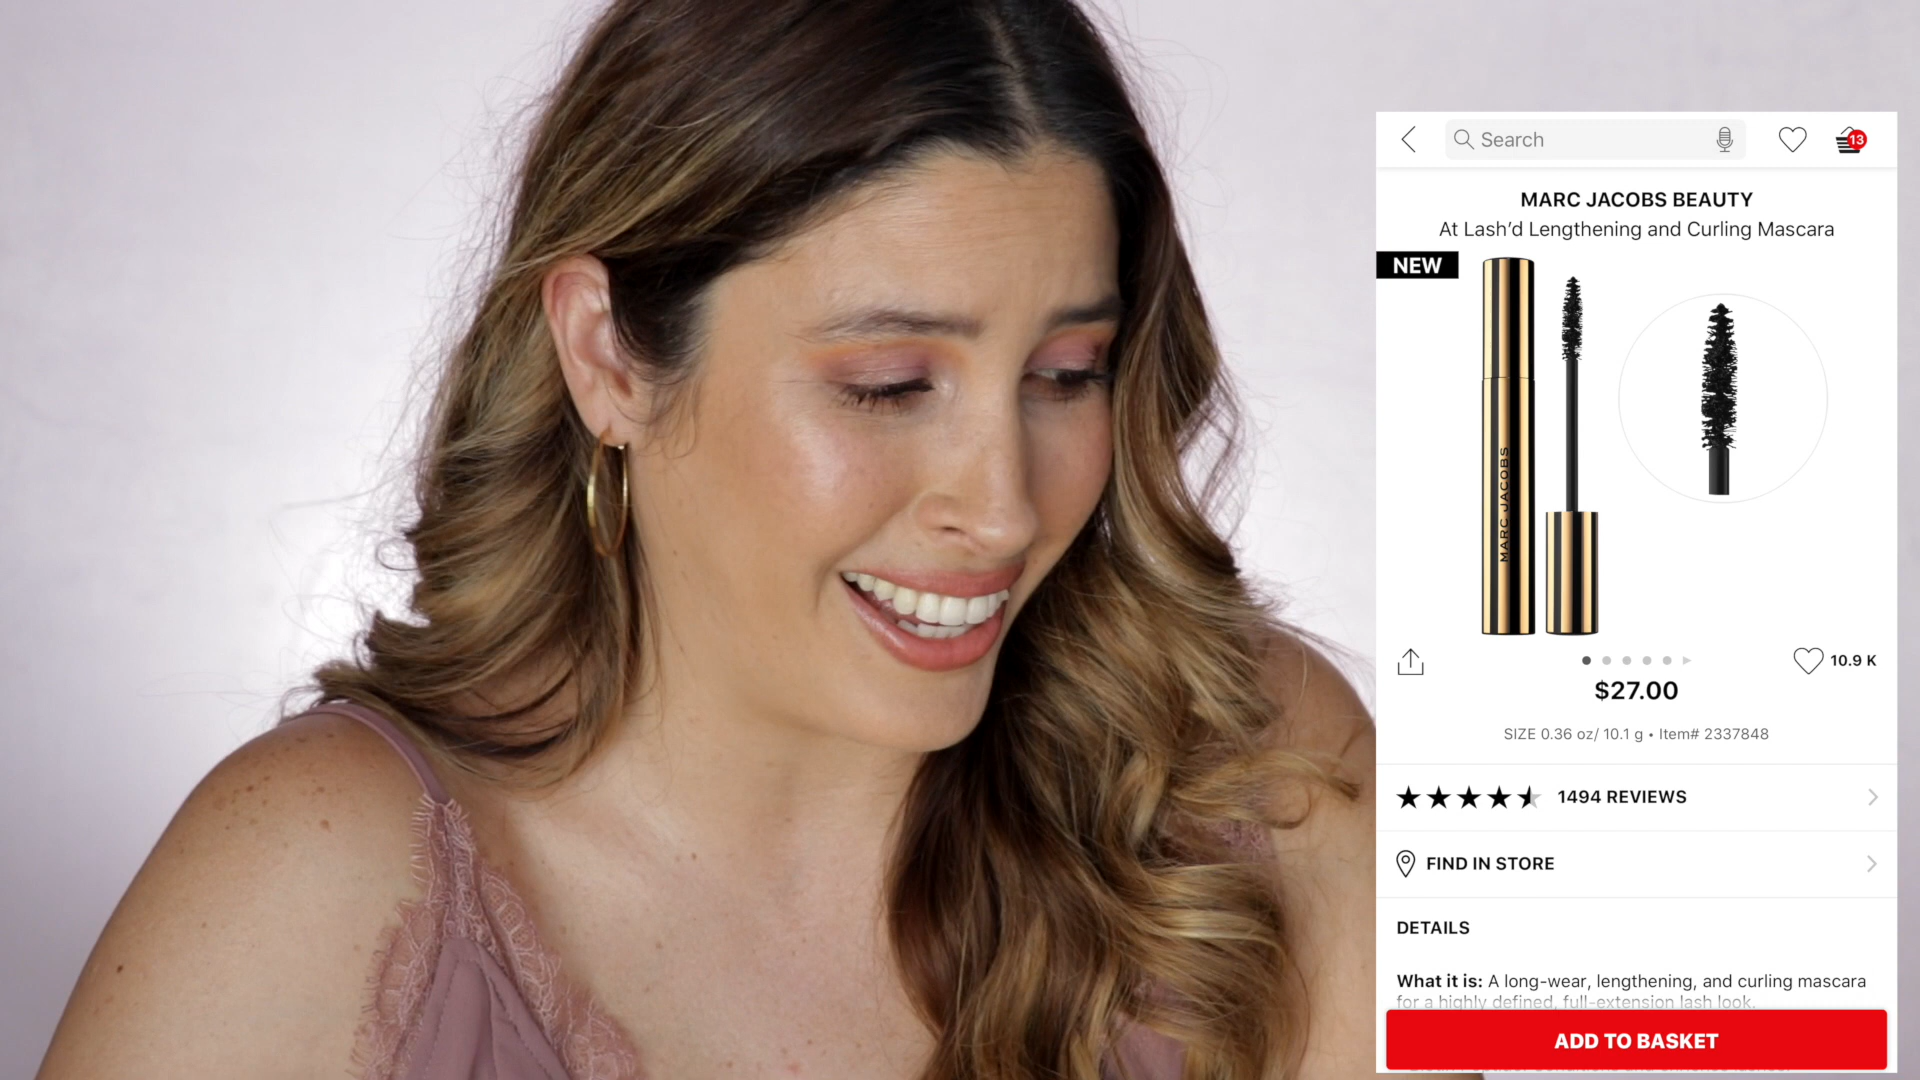 Search
13
MARC JACOBS BEAUTY
At Lash'd Lengthening and Curling Mascara
NEW
MARC JACOBS
10.9 K
$27.00
SIZE 0.36 oz/ 10.1 g • Item# 2337848
1494 REVIEWS
FIND IN STORE
DETAILS
What it is: A long-wear, lengthening, and curling mascara
for a highly defined, full-extension lash look.
ADD TO BASKET